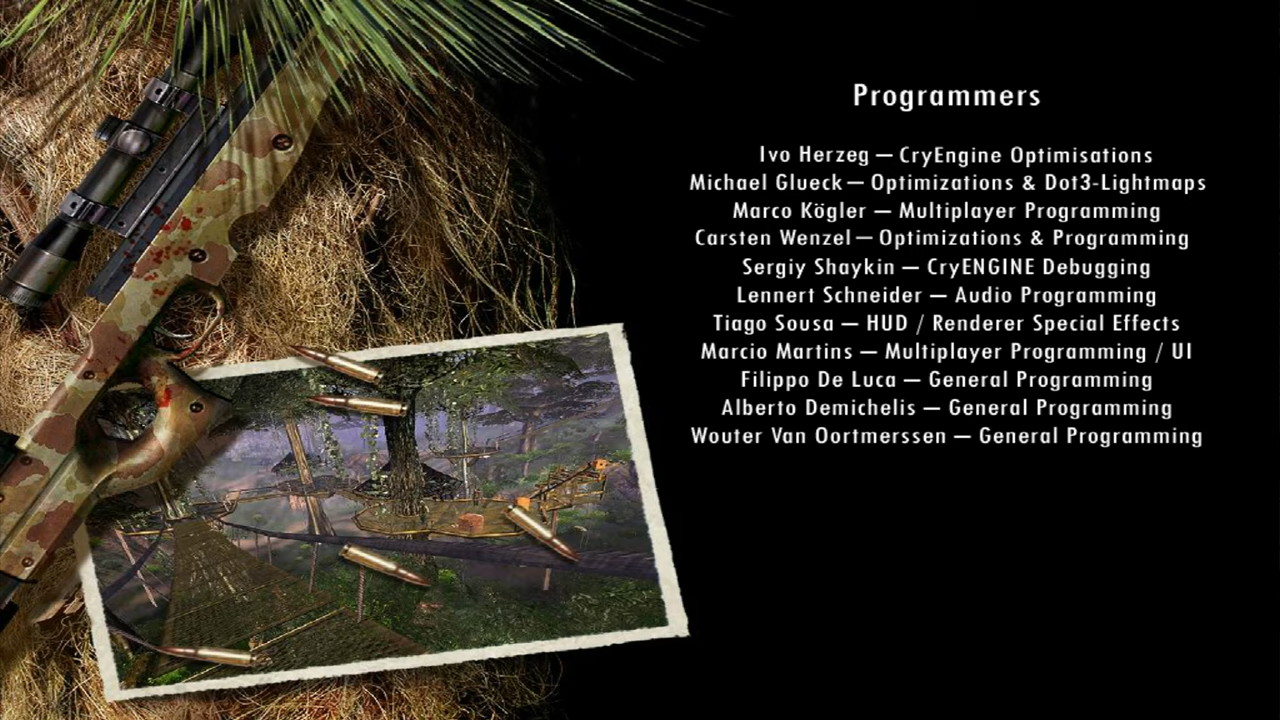 Programmers
Ivo Herzeg — CryEngine Optimisations
Michael Glueck — Optimizations & Dot3-Lightmaps
Marco Kögler — Multiplayer Programming
Carsten Wenzel — Optimizations & Programming
Sergiy Shaykin — CryENGINE Debugging
Lennert Schneider — Audio Programming
Tiago Sousa — HUD / Renderer Special Effects
Marcio Martins — Multiplayer Programming / UI
Filippo De Luca — General Programming
Alberto Demichelis — General Programming
Wouter Van Oortmerssen — General Programming